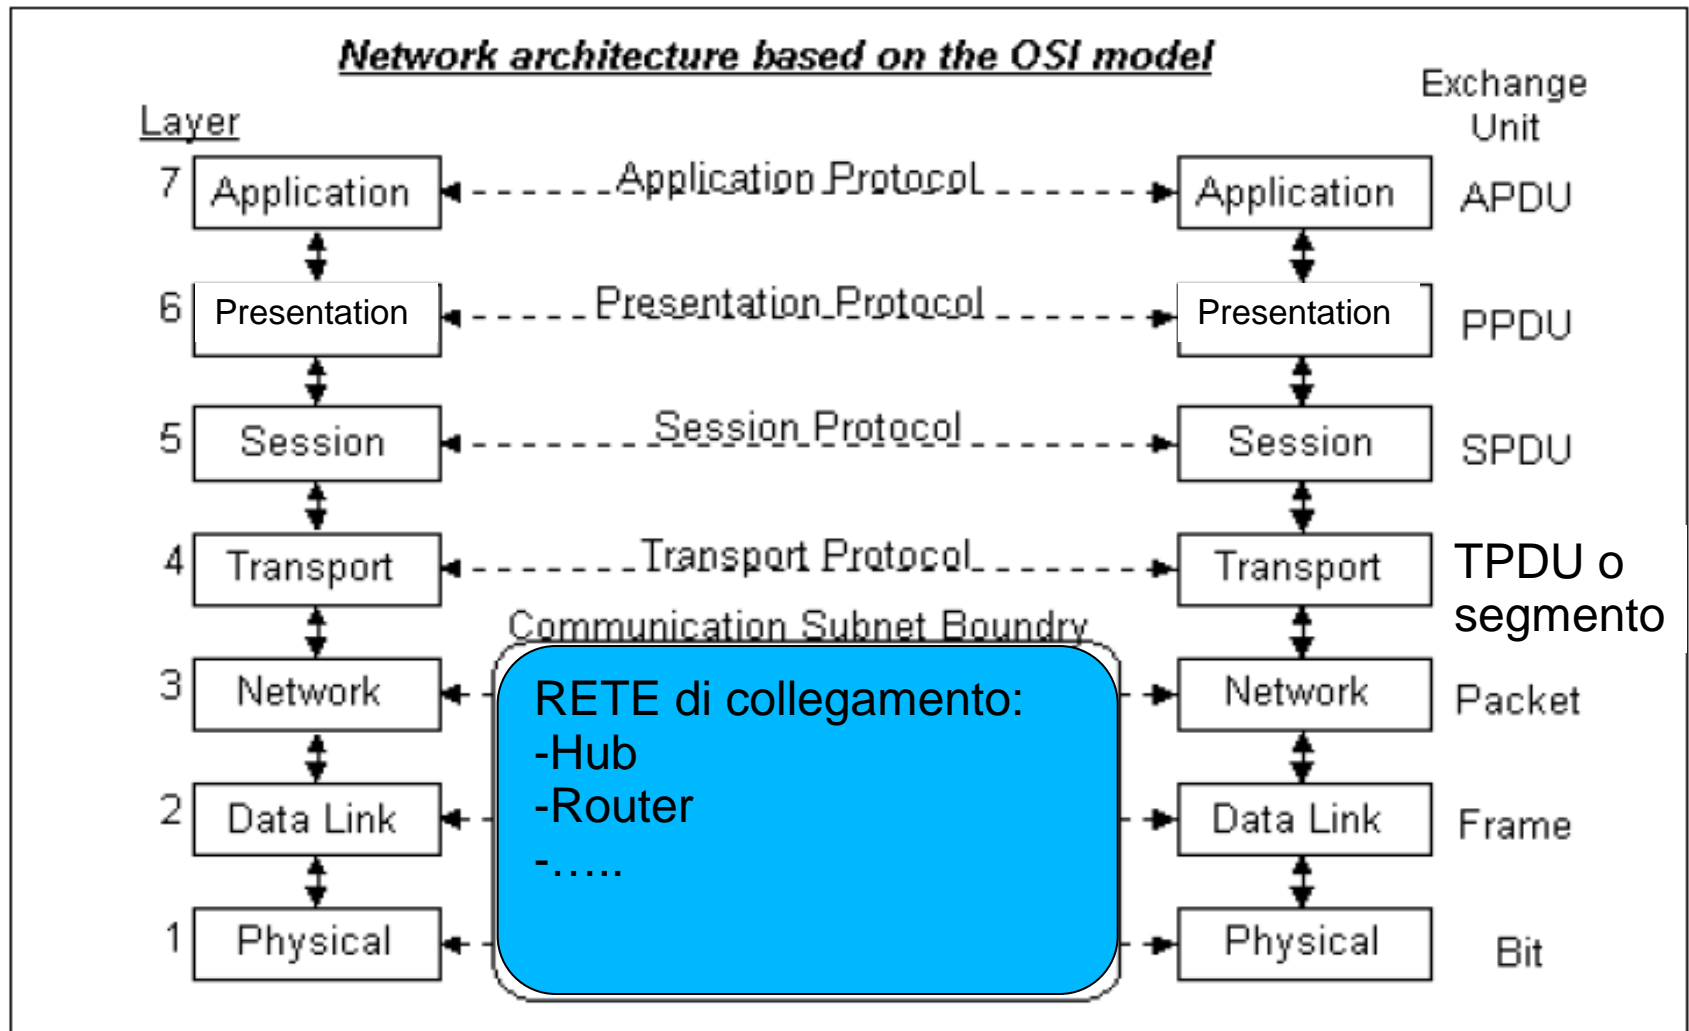 Network architecture based on the OSI model
Exchange
Unit
Layer
7 Application Application Protocol Application APDU
6 Presentation Presentation Protocol Presentation PPDU
5 Session Session Protocol Session SPDU
4 Transport Transport Protocol Transport TPDU o
segmento
Communication Subnet Boundry
3 Network RETE di collegamento: Network Packet
-Hub
2 Data Link -Router Data Link Frame
-.....
1 Physical Physical Bit